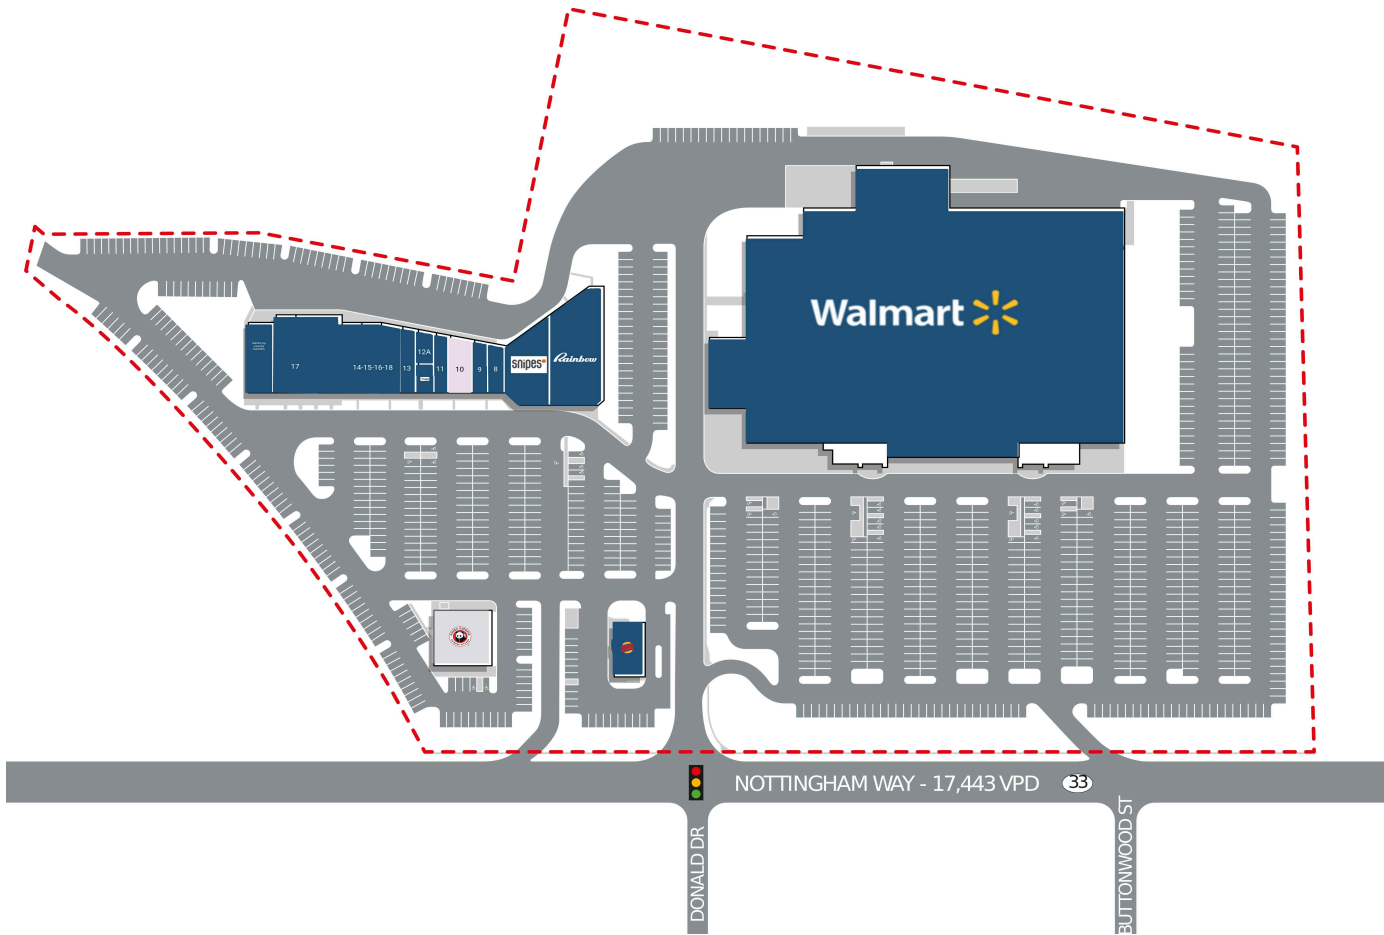 Walmart
Rainbow
snipes
12A
17
14-15-16-18
13
11
10
9
8
NOTTINGHAM WAY - 17,443 VPD
33
DONALD DR
BUTTONWOOD ST